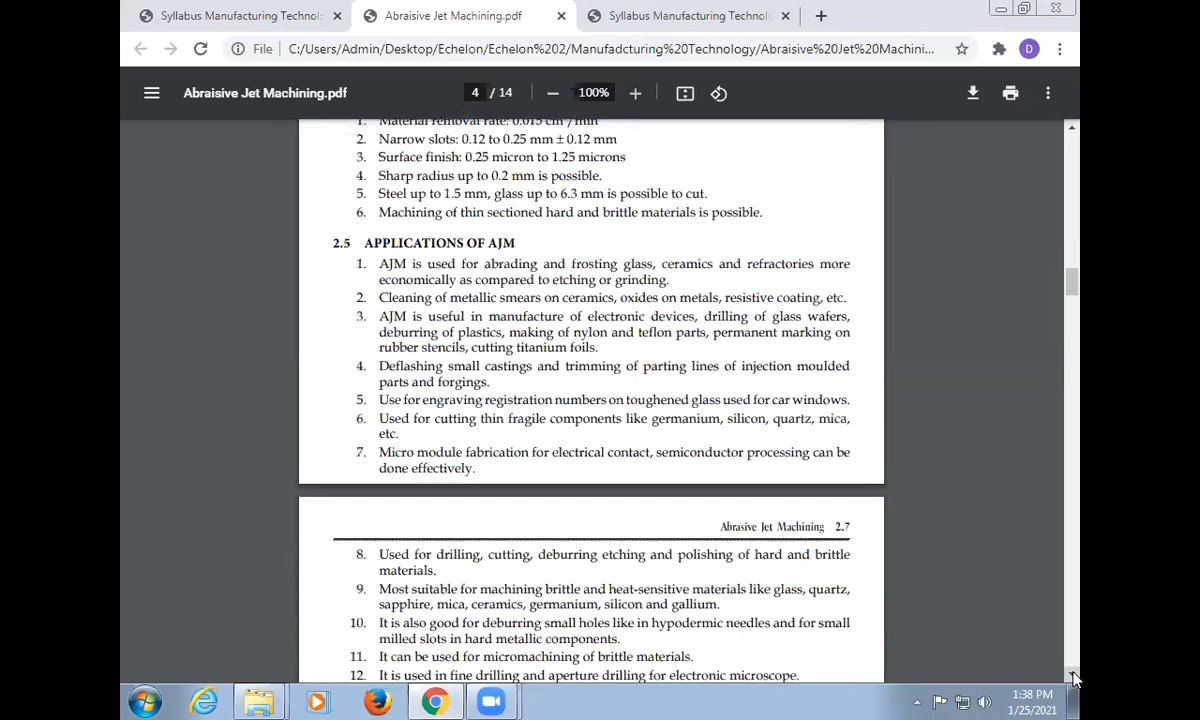 Syllabus Manufacturing Technol
Abraisive Jet Machining.pdf
Syllabus Manufacturing Technol
File
C:/Users/Admin/Desktop/Echelon/Echelon%202/Manufadcturing%20Technology/Abraisive%20Jet%20Machini...
D
Abraisive Jet Machining.pdf
4 / 14
100%
1. Material removal rate: 0.015 cm³/min
2. Narrow slots: 0.12 to 0.25 mm ± 0.12 mm
3. Surface finish: 0.25 micron to 1.25 microns
4. Sharp radius up to 0.2 mm is possible.
5. Steel up to 1.5 mm, glass up to 6.3 mm is possible to cut.
6. Machining of thin sectioned hard and brittle materials is possible.
2.5 APPLICATIONS OF AJM
1. AJM is used for abrading and frosting glass, ceramics and refractories more
economically as compared to etching or grinding.
2. Cleaning of metallic smears on ceramics, oxides on metals, resistive coating, etc.
3. AJM is useful in manufacture of electronic devices, drilling of glass wafers,
deburring of plastics, making of nylon and teflon parts, permanent marking on
rubber stencils, cutting titanium foils.
4. Deflashing small castings and trimming of parting lines of injection moulded
parts and forgings.
5. Use for engraving registration numbers on toughened glass used for car windows.
6. Used for cutting thin fragile components like germanium, silicon, quartz, mica,
etc.
7. Micro module fabrication for electrical contact, semiconductor processing can be
done effectively.
Abrasive Jet Machining 2.7
8. Used for drilling, cutting, deburring etching and polishing of hard and brittle
materials.
9. Most suitable for machining brittle and heat-sensitive materials like glass, quartz,
sapphire, mica, ceramics, germanium, silicon and gallium.
10. It is also good for deburring small holes like in hypodermic needles and for small
milled slots in hard metallic components.
11. It can be used for micromachining of brittle materials.
12. It is used in fine drilling and aperture drilling for electronic microscope.
1:38 PM
1/25/2021